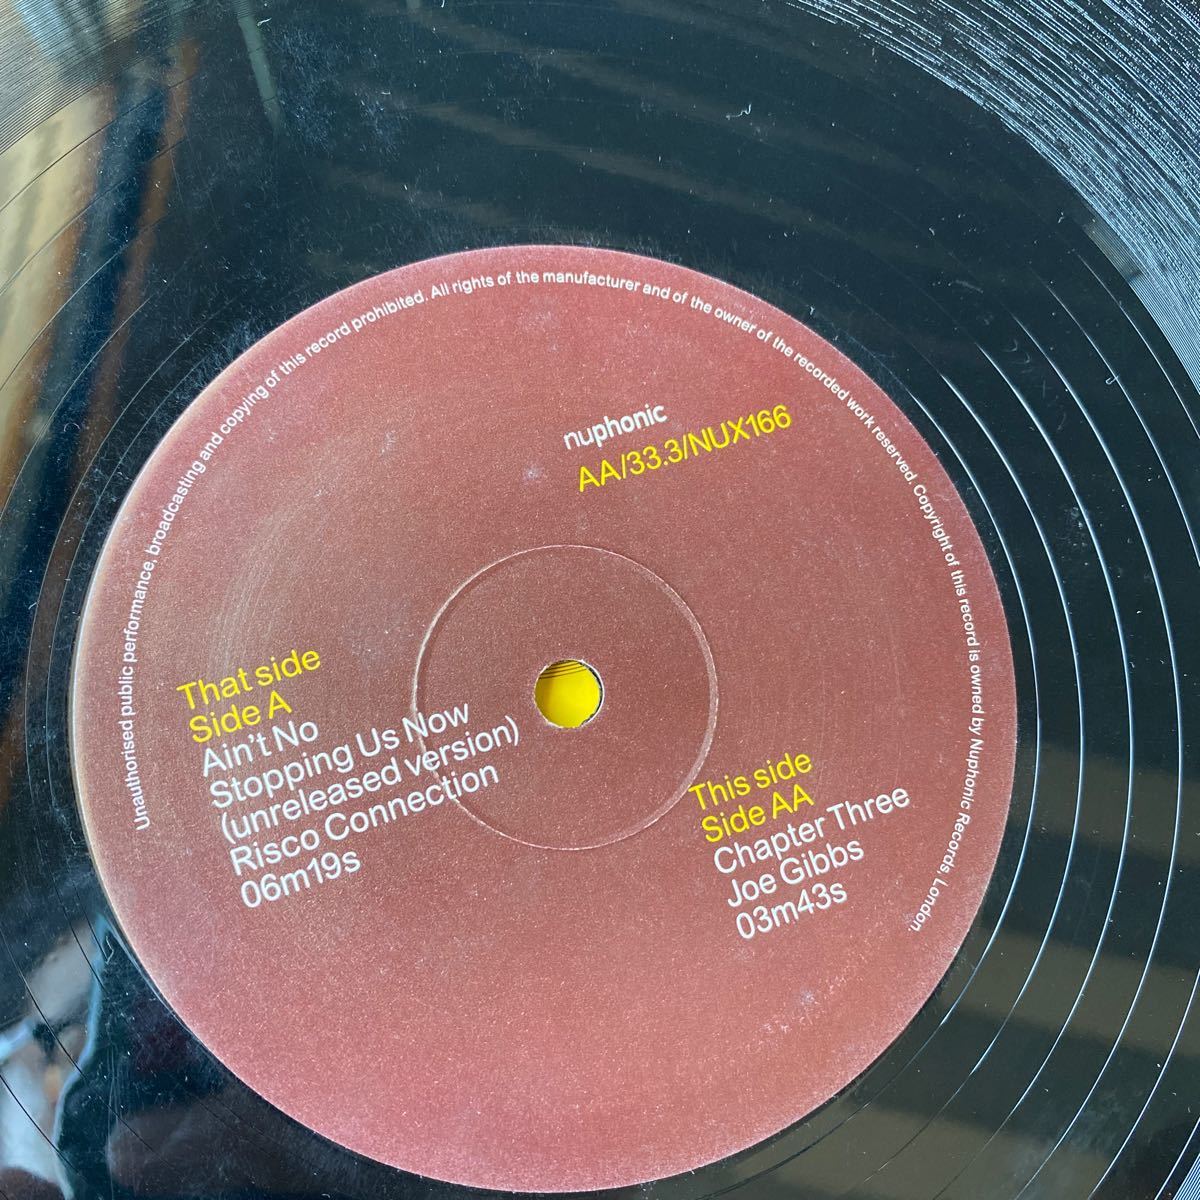 Unauthorised public performance, broadcasting and copying of this record prohibited. All rights of the manufacturer and of the owner of the recorded work reserved. Copyright of this record is owned by Nuphonic Records, London.
nuphonic
AA/33.3/NUX166
That side
Side A
Ain't No
Stopping Us Now
(unreleased version)
Risco Connection
06m19s
This side
Side AA
Chapter Three
Joe Gibbs
03m43s